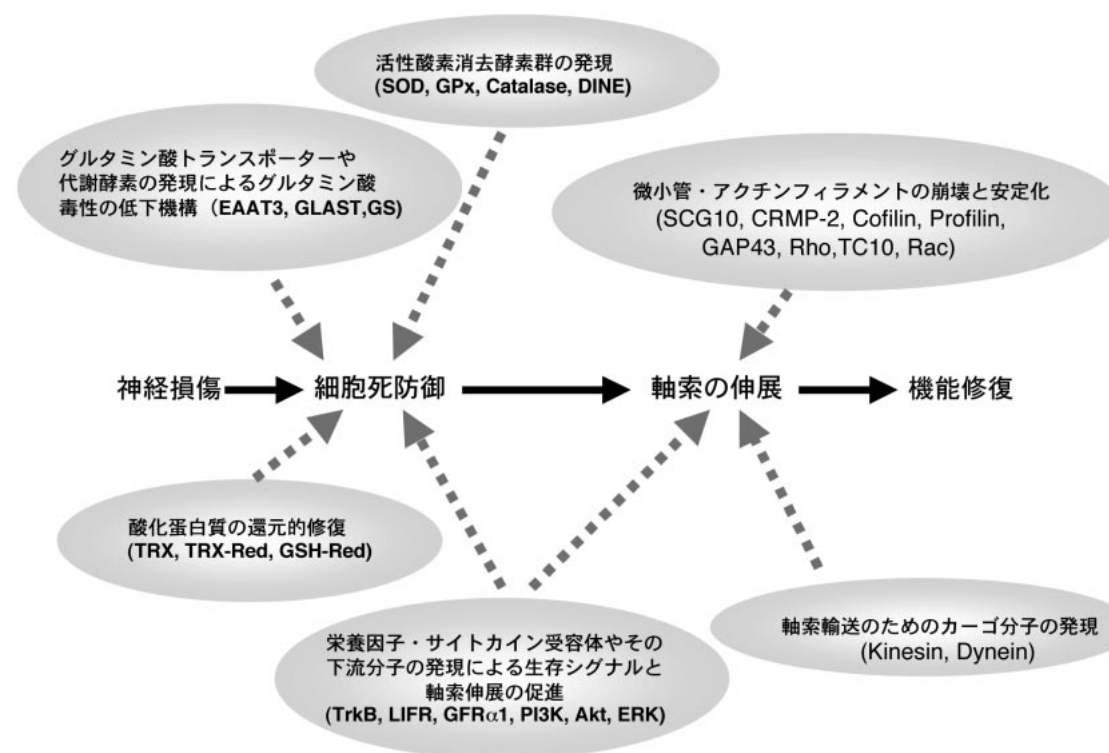 活性酸素消去酵素群の発現
(SOD, GPx, Catalase, DINE)
グルタミン酸トランスポーターや
代謝酵素の発現によるグルタミン酸
毒性の低下機構（EAAT3, GLAST,GS)
微小管・アクチンフィラメントの崩壊と安定化
(SCG10, CRMP-2, Cofilin, Profilin,
GAP43, Rho,TC10, Rac)
神経損傷
細胞死防御
軸索の伸展
機能修復
酸化蛋白質の還元的修復
(TRX, TRX-Red, GSH-Red)
栄養因子・サイトカイン受容体やその
下流分子の発現による生存シグナルと
軸索伸展の促進
(TrkB, LIFR, GFRα1, PI3K, Akt, ERK)
軸索輸送のためのカーゴ分子の発現
(Kinesin, Dynein)